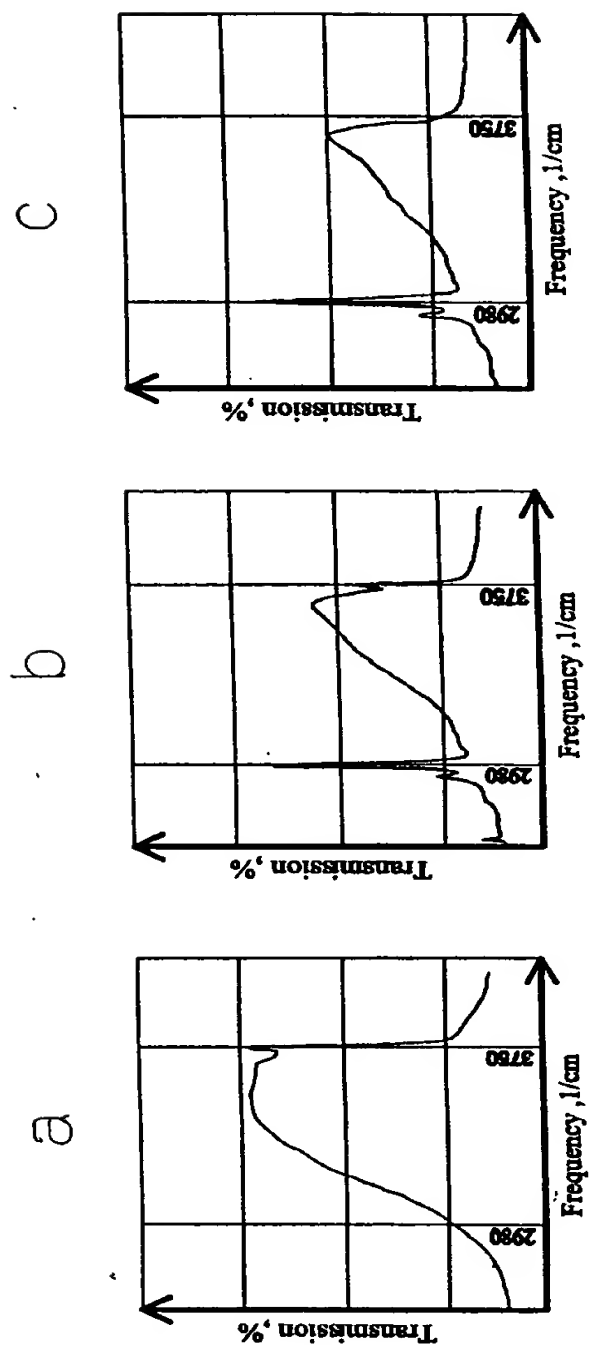 a
Transmission,%
2980
3750
Frequency ,1/cm
b
Transmission,%
2980
3750
Frequency ,1/cm
c
Transmission,%
2980
3750
Frequency ,1/cm